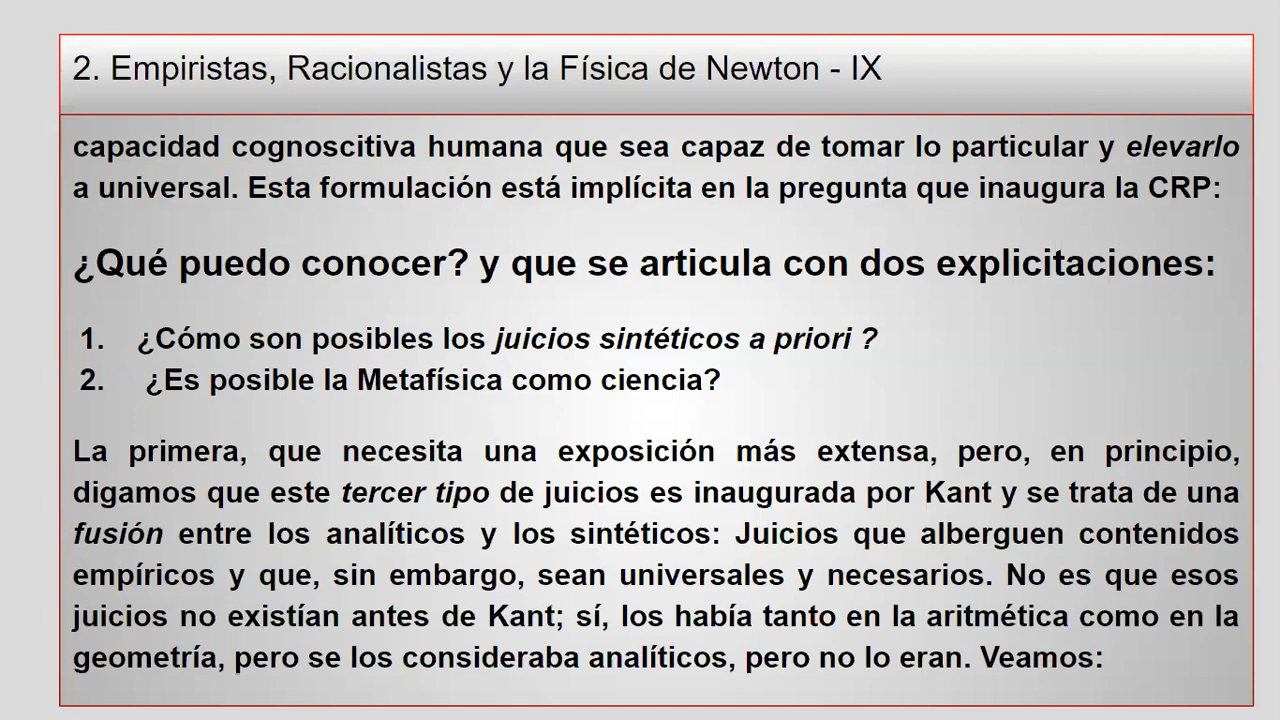 2. Empiristas, Racionalistas y la Física de Newton - IX
capacidad cognoscitiva humana que sea capaz de tomar lo particular y elevarlo
a universal. Esta formulación está implícita en la pregunta que inaugura la CRP:
¿Qué puedo conocer? y que se articula con dos explicitaciones:
1. ¿Cómo son posibles los juicios sintéticos a priori ?
2. ¿Es posible la Metafísica como ciencia?
La primera, que necesita una exposición más extensa, pero, en principio,
digamos que este tercer tipo de juicios es inaugurada por Kant y se trata de una
fusión entre los analíticos y los sintéticos: Juicios que alberguen contenidos
empíricos y que, sin embargo, sean universales y necesarios. No es que esos
juicios no existían antes de Kant; sí, los había tanto en la aritmética como en la
geometría, pero se los consideraba analíticos, pero no lo eran. Veamos: